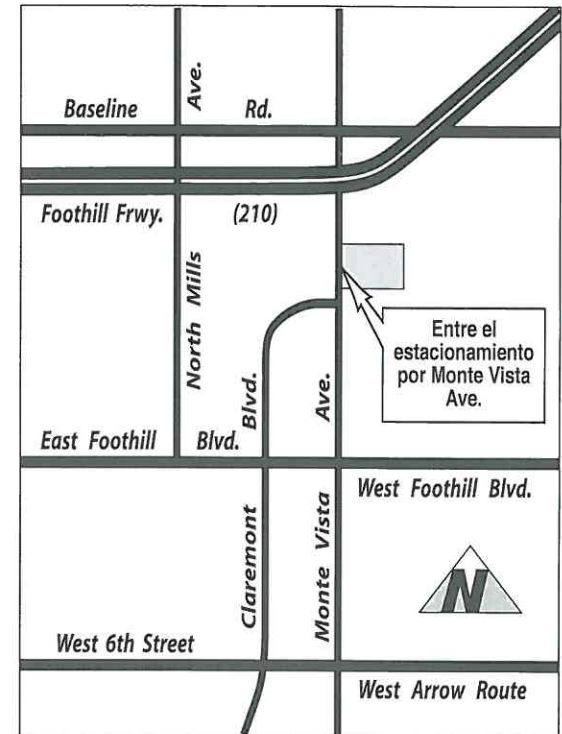 Baseline Rd.
Foothill Frwy. (210)
North Mills Ave.
Entre el
estacionamiento
por Monte Vista
Ave.
East Foothill Blvd.
West Foothill Blvd.
Claremont Blvd.
Monte Vista Ave.
N
West 6th Street
West Arrow Route